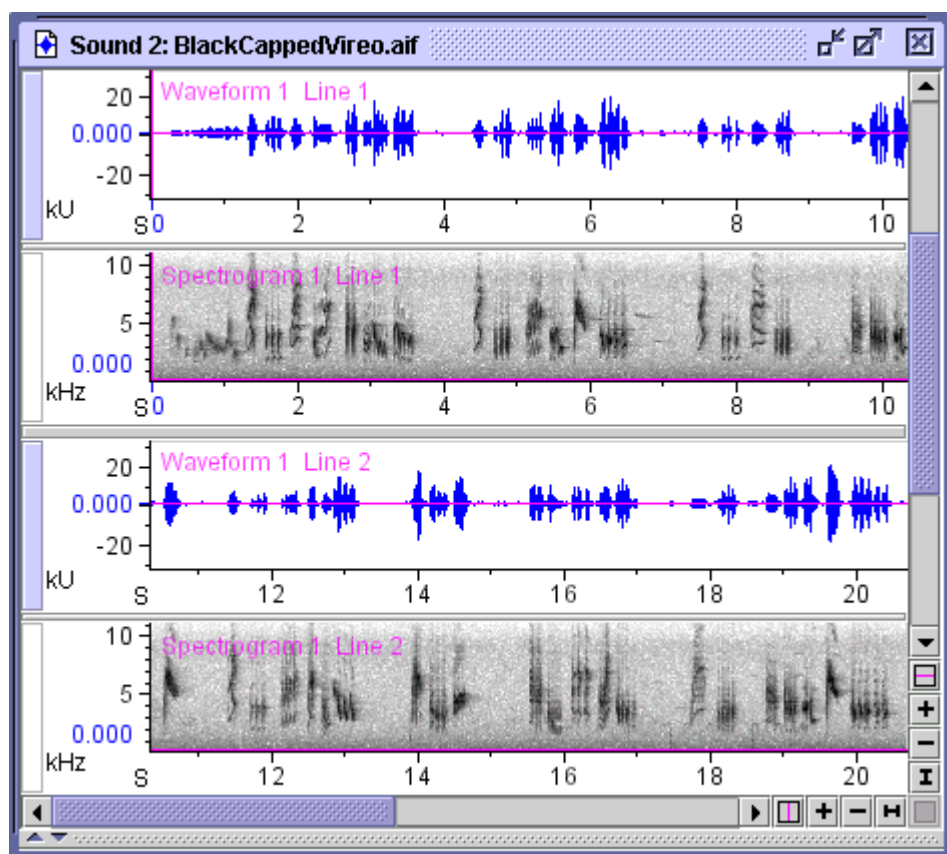 Sound 2: BlackCappedVireo.aif
Waveform 1 Line 1
20
0.000
-20
kU
S 0 2 4 6 8 10
Spectrogram 1 Line 1
10
5
0.000
kHz
S 0 2 4 6 8 10
Waveform 1 Line 2
20
0.000
-20
kU
S 12 14 16 18 20
Spectrogram 1 Line 2
10
5
0.000
kHz
S 12 14 16 18 20